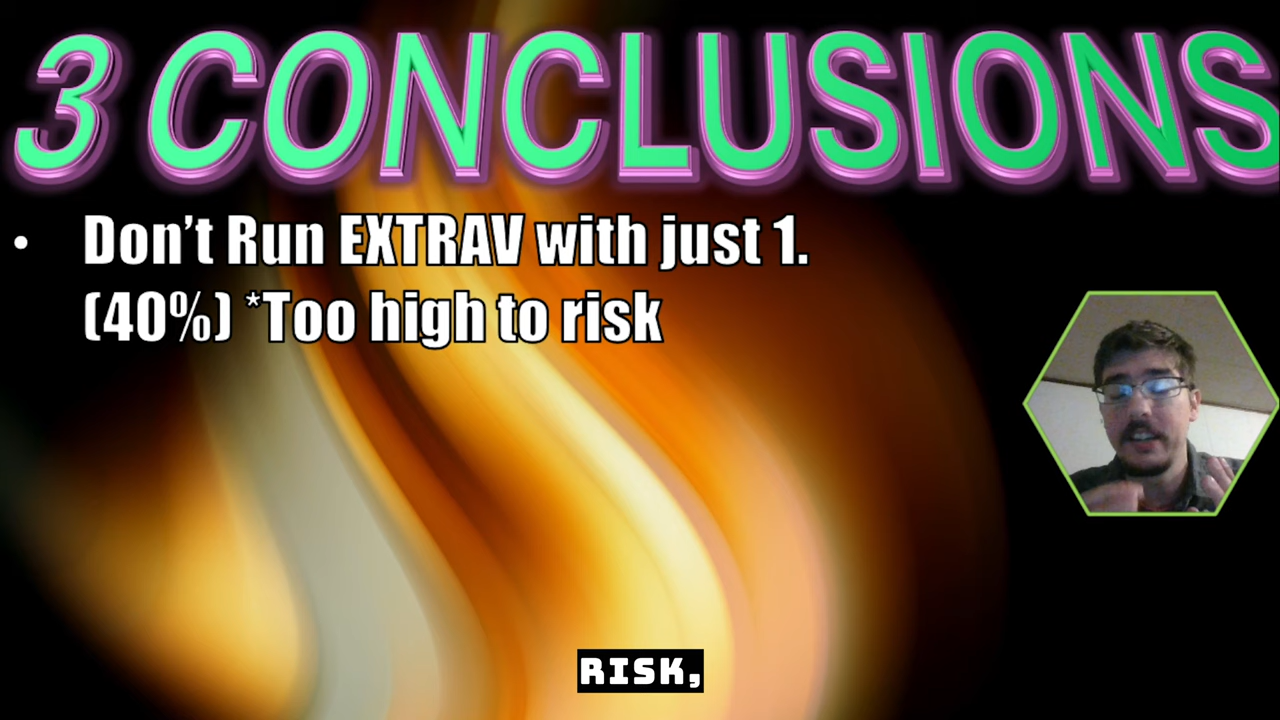 3 CONCLUSIONS
• Don’t Run EXTRAV with just 1.
(40%) *Too high to risk
RISK,